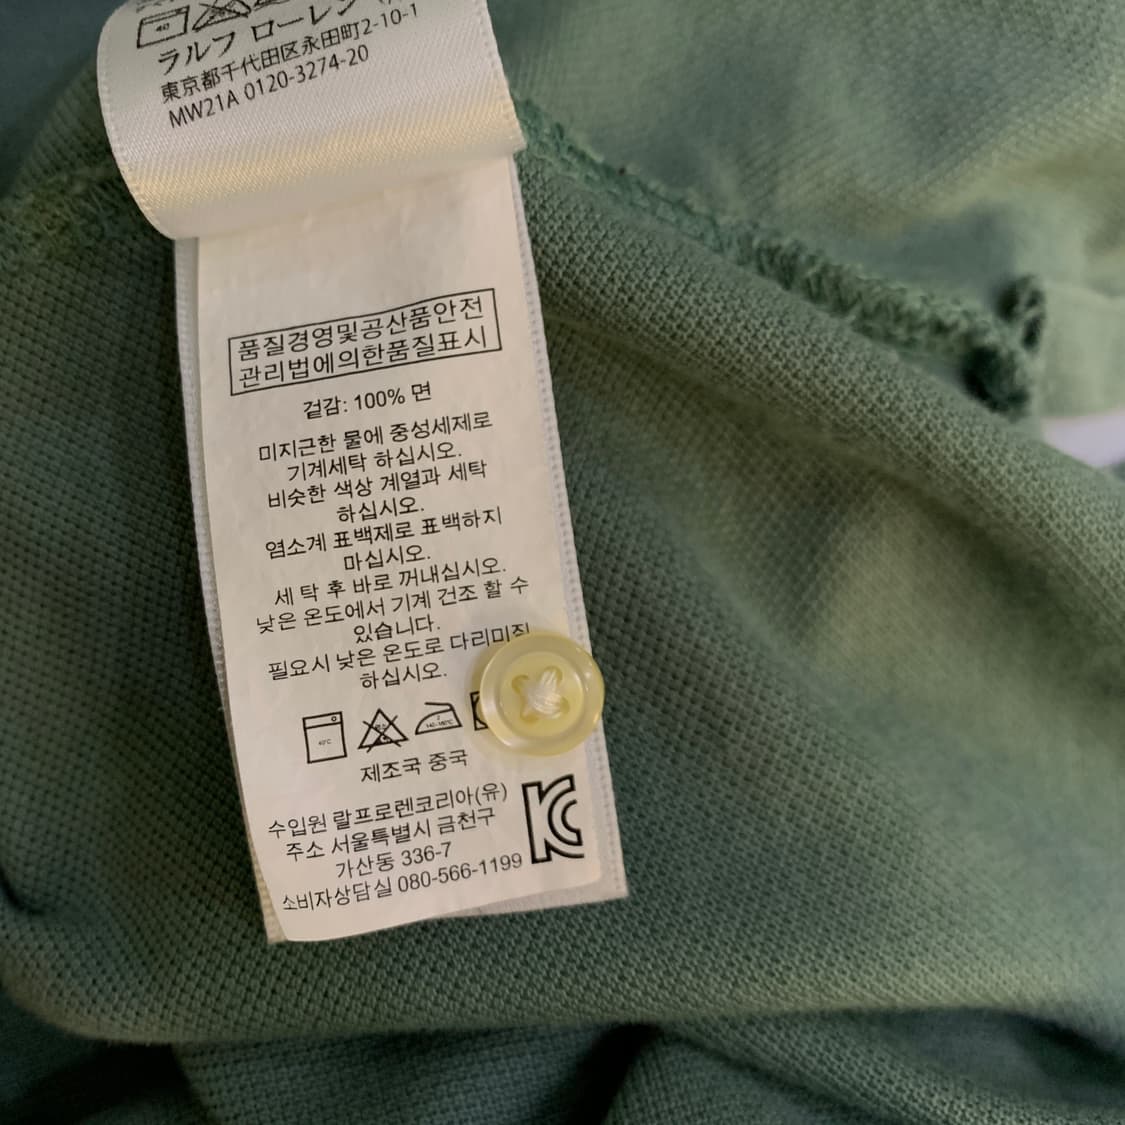 40
ラルフ ローレン
東京都千代田区永田町2-10-1
MW21A 0120-3274-20
품질경영및공산품안전
관리법에의한품질표시
겉감: 100% 면
미지근한 물에 중성세제로
기계세탁 하십시오.
비슷한 색상 계열과 세탁
하십시오.
염소계 표백제로 표백하지
마십시오.
세 탁 후 바로 꺼내십시오.
낮은 온도에서 기계 건조 할 수
있습니다.
필요시 낮은 온도로 다리미질
하십시오.
40°C
2
140-160°C
제조국 중국
수입원 랄프로렌코리아(유)
주소 서울특별시 금천구
가산동 336-7
소비자상담실 080-566-1199